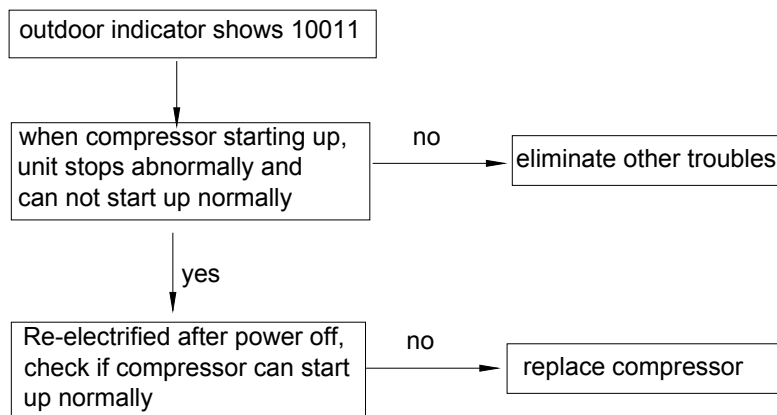 outdoor indicator shows 10011
when compressor starting up,
unit stops abnormally and
can not start up normally
no
eliminate other troubles
yes
Re-electrified after power off,
check if compressor can start
up normally
no
replace compressor